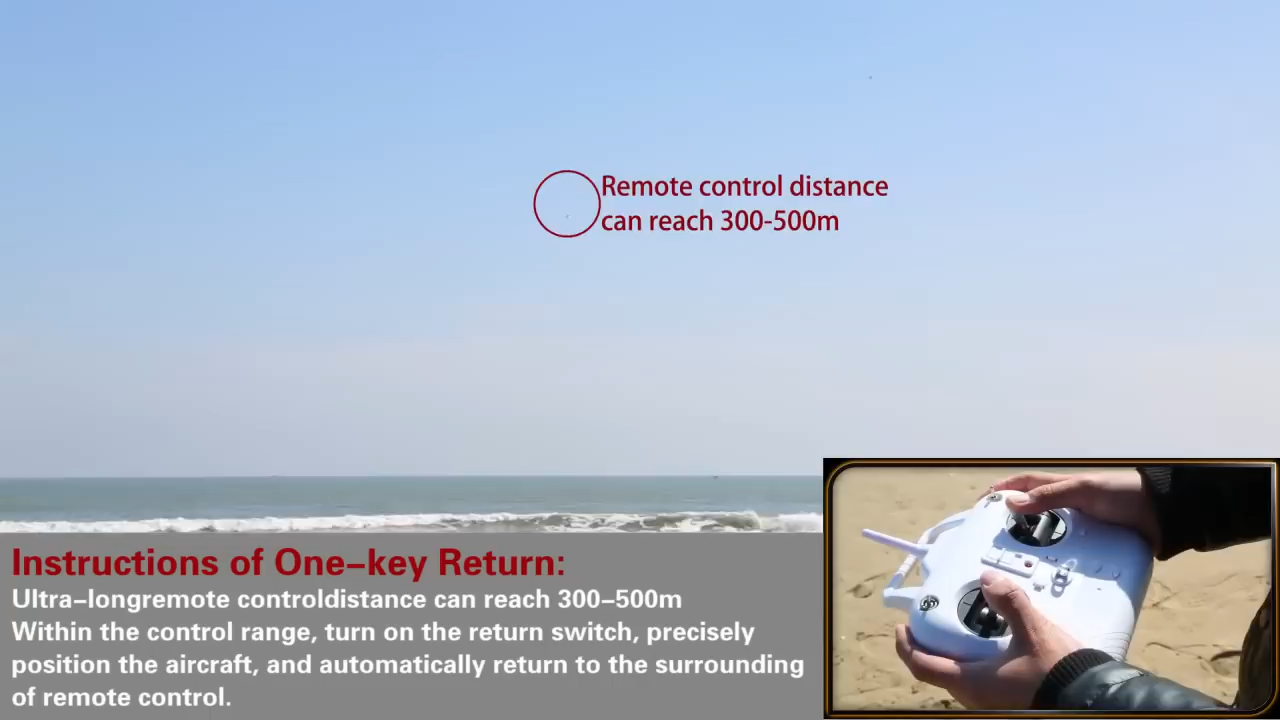 Remote control distance
can reach 300-500m
Instructions of One-key Return:
Ultra-longremote controldistance can reach 300-500m
Within the control range, turn on the return switch, precisely
position the aircraft, and automatically return to the surrounding
of remote control.